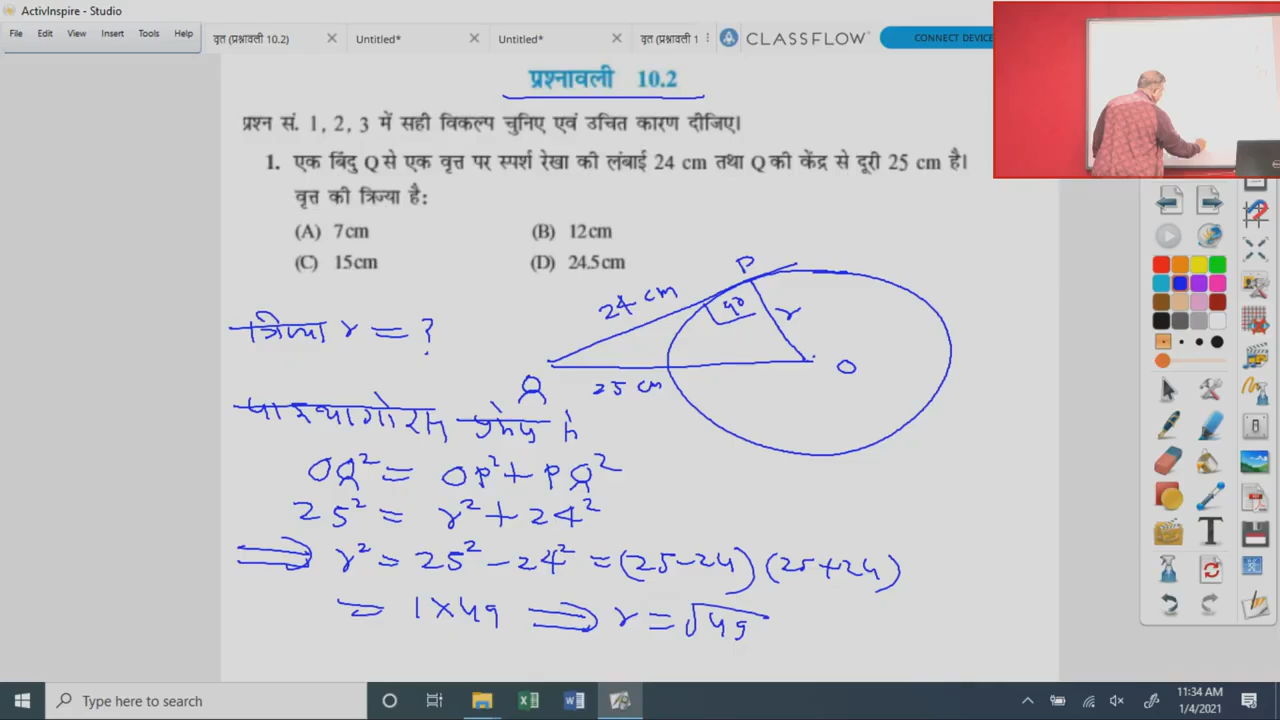 ActivInspire - Studio
File Edit View Insert Tools Help
वृत (प्रश्नावली 10.2) Untitled* Untitled* वृत (प्रश्नावली 1
CLASSFLOW
CONNECT DEVICE
प्रश्नावली 10.2
प्रश्न सं. 1, 2, 3 में सही विकल्प चुनिए एवं उचित कारण दीजिए।
1. एक बिंदु Q से एक वृत्त पर स्पर्श रेखा की लंबाई 24 cm तथा Q की केंद्र से दूरी 25 cm है।
वृत्त की त्रिज्या है:
(A) 7cm (B) 12cm
(C) 15cm (D) 24.5cm
P
24 cm
90
r
O
Q
25 cm
त्रिज्या r = ?
पाइथागोरस प्रमेय से
OQ² = OP² + PQ²
25² = r² + 24²
⇒ r² = 25² - 24² = (25-24) (25+24)
= 1 × 49 ⇒ r = √49
Type here to search
11:34 AM
1/4/2021